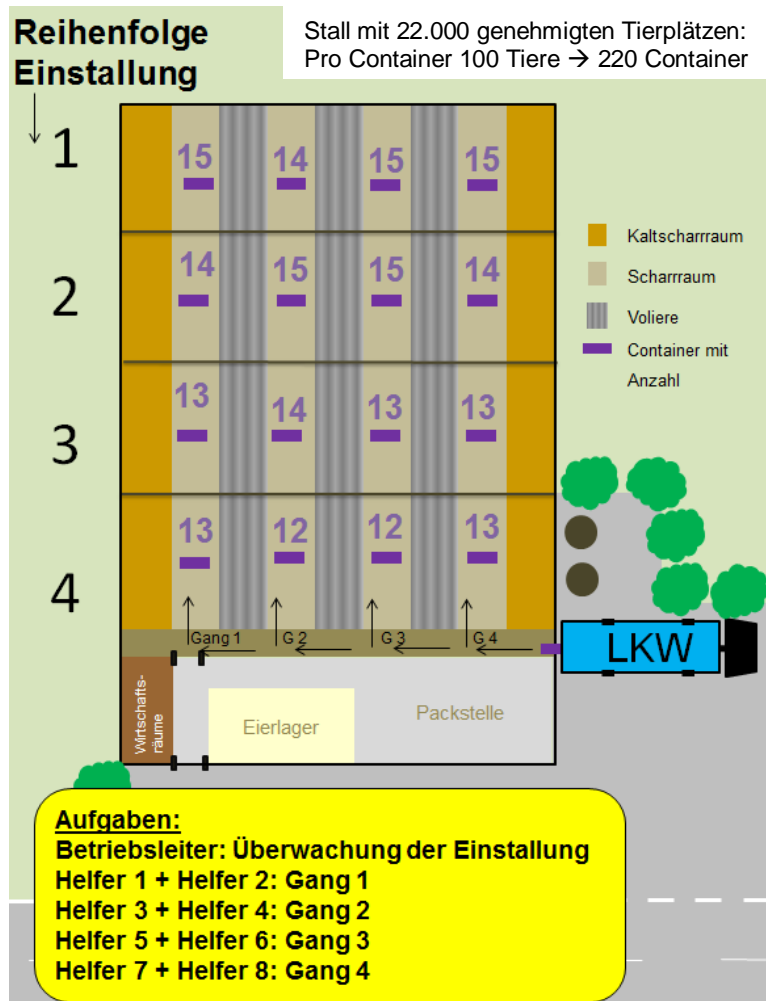 Reihenfolge
Einstallung
Stall mit 22.000 genehmigten Tierplätzen:
Pro Container 100 Tiere → 220 Container
1
15
14
15
15
2
14
15
15
14
3
13
14
13
13
4
13
12
12
13
Kaltscharrraum
Scharrraum
Voliere
Container mit
Anzahl
Gang 1
G 2
G 3
G 4
LKW
Wirtschafts-
räume
Eierlager
Packstelle
Aufgaben:
Betriebsleiter: Überwachung der Einstallung
Helfer 1 + Helfer 2: Gang 1
Helfer 3 + Helfer 4: Gang 2
Helfer 5 + Helfer 6: Gang 3
Helfer 7 + Helfer 8: Gang 4